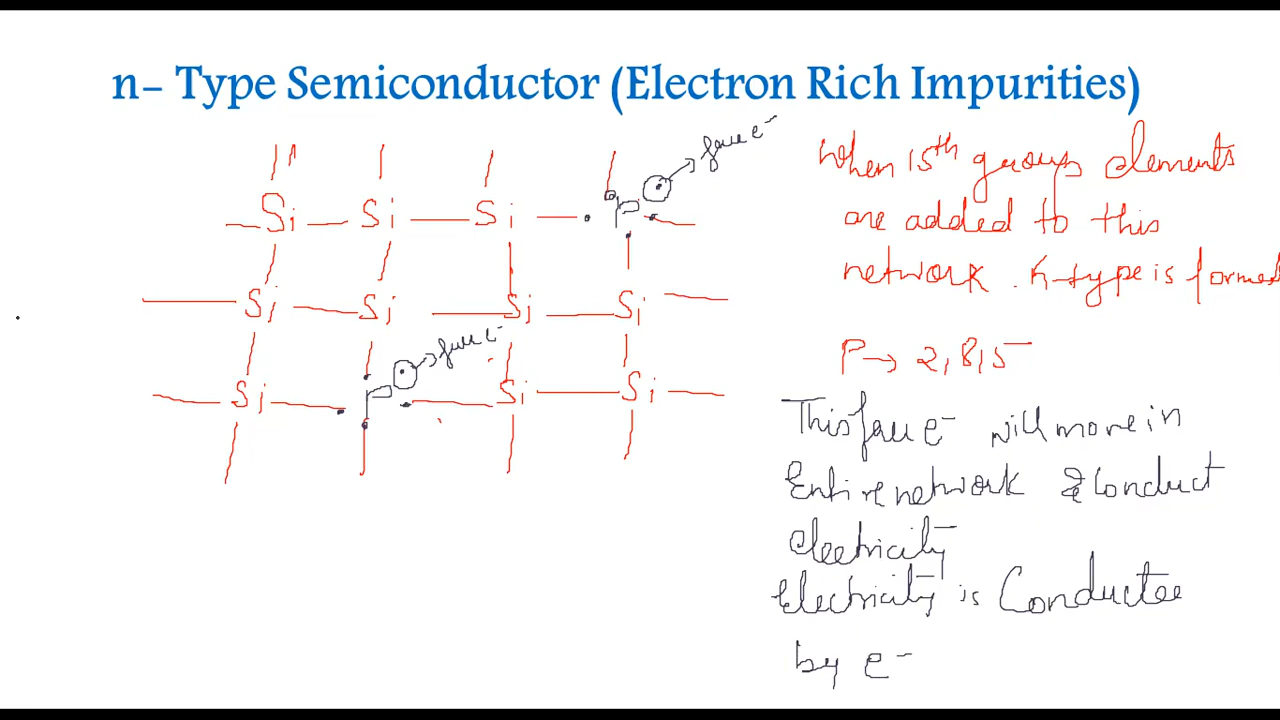 n- Type Semiconductor (Electron Rich Impurities)
free e-
Si Si Si P
Si Si Si Si
free e-
Si P Si Si
When 15th group elements
are added to this
network. n-type is formed
P → 2,8,5
This free e- will move in
Entire network & Conduct
electricity
Electricity is Conducted
by e-